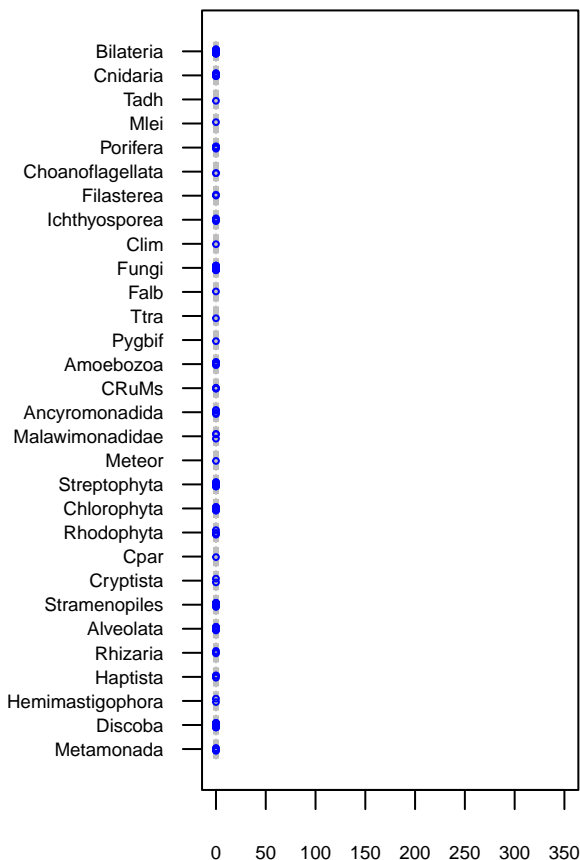 Bilateria
Cnidaria
Tadh
Mlei
Porifera
Choanoflagellata
Filasterea
Ichthyosporea
Clim
Fungi
Falb
Ttra
Pygbif
Amoebozoa
CRuMs
Ancyromonadida
Malawimonadidae
Meteor
Streptophyta
Chlorophyta
Rhodophyta
Cpar
Cryptista
Stramenopiles
Alveolata
Rhizaria
Haptista
Hemimastigophora
Discoba
Metamonada
0 50 100 150 200 250 300 350